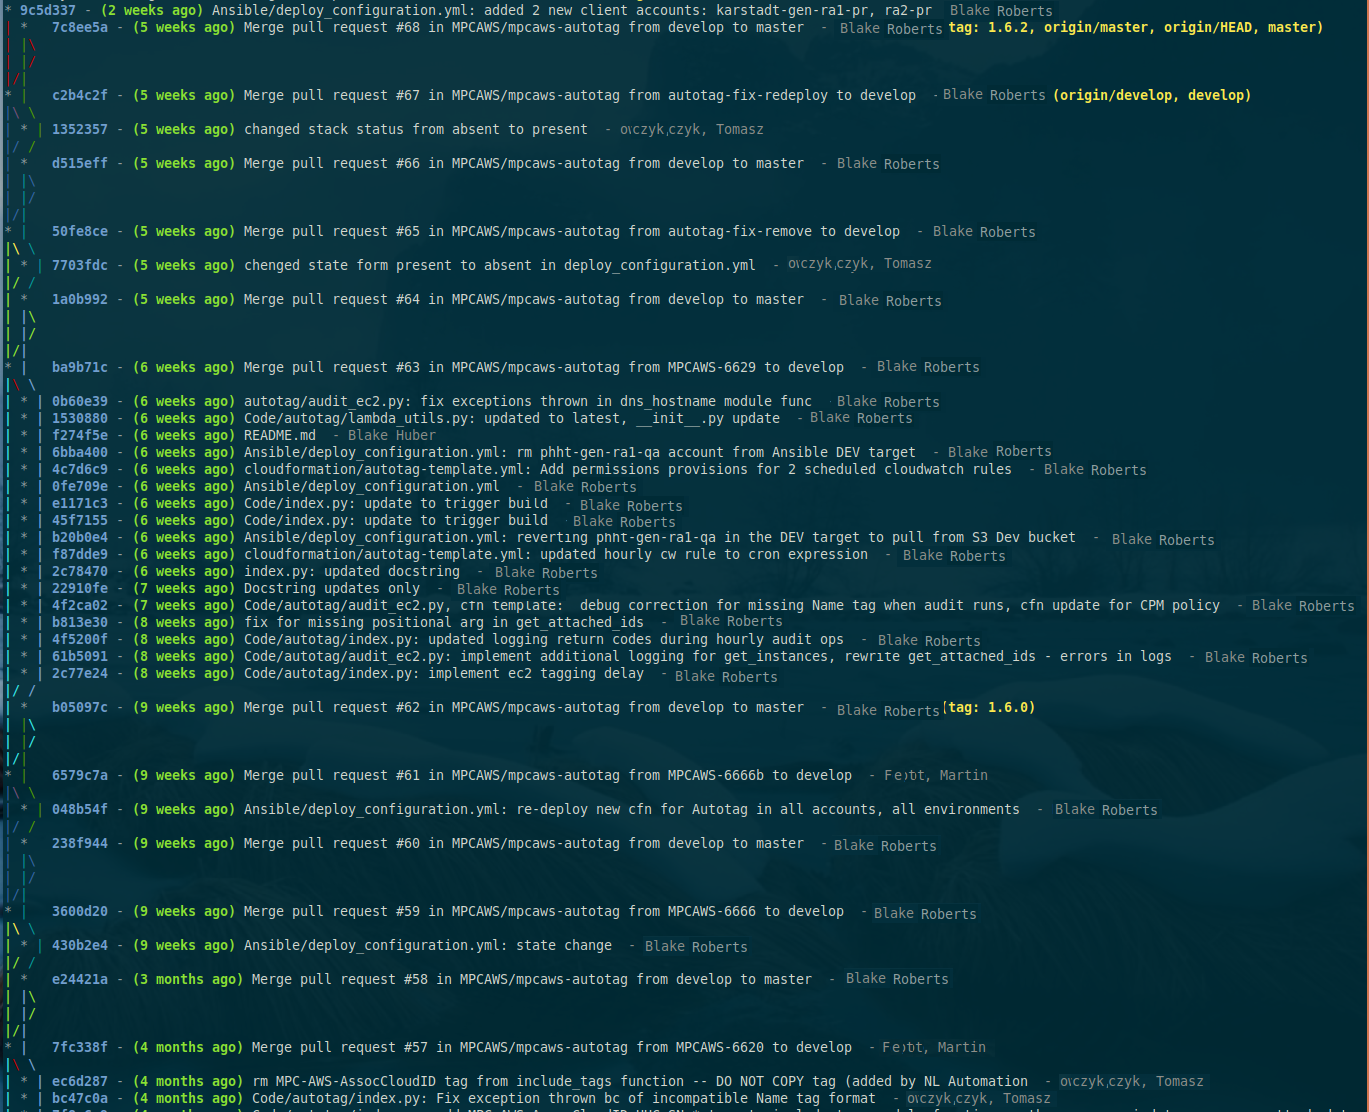 * 9c5d337 - (2 weeks ago) Ansible/deploy_configuration.yml: added 2 new client accounts: karstadt-gen-ra1-pr, ra2-pr Blake Roberts
7c8ee5a - (5 weeks ago) Merge pull request #68 in MPCAWS/mpcaws-autotag from develop to master - Blake Roberts tag: 1.6.2, origin/master, origin/HEAD, master)
c2b4c2f - (5 weeks ago) Merge pull request #67 in MPCAWS/mpcaws-autotag from autotag-fix-redeploy to develop - Blake Roberts (origin/develop, develop)
1352357 - (5 weeks ago) changed stack status from absent to present - Tomasz
d515eff - (5 weeks ago) Merge pull request #66 in MPCAWS/mpcaws-autotag from develop to master - Blake Roberts
50fe8ce - (5 weeks ago) Merge pull request #65 in MPCAWS/mpcaws-autotag from autotag-fix-remove to develop - Blake Roberts
7703fdc - (5 weeks ago) chenged state form present to absent in deploy_configuration.yml - Tomasz
1a0b992 - (5 weeks ago) Merge pull request #64 in MPCAWS/mpcaws-autotag from develop to master - Blake Roberts
ba9b71c - (6 weeks ago) Merge pull request #63 in MPCAWS/mpcaws-autotag from MPCAWS-6629 to develop - Blake Roberts
0b60e39 - (6 weeks ago) autotag/audit_ec2.py: fix exceptions thrown in dns_hostname module func - Blake Roberts
1530880 - (6 weeks ago) Code/autotag/lambda_utils.py: updated to latest, __init__.py update - Blake Roberts
f274f5e - (6 weeks ago) README.md - Blake Huber
6bba400 - (6 weeks ago) Ansible/deploy_configuration.yml: rm phht-gen-ra1-qa account from Ansible DEV target - Blake Roberts
4c7d6c9 - (6 weeks ago) cloudformation/autotag-template.yml: Add permissions provisions for 2 scheduled cloudwatch rules - Blake Roberts
0fe709e - (6 weeks ago) Ansible/deploy_configuration.yml - Blake Roberts
e1171c3 - (6 weeks ago) Code/index.py: update to trigger build - Blake Roberts
45f7155 - (6 weeks ago) Code/index.py: update to trigger build - Blake Roberts
b20b0e4 - (6 weeks ago) Ansible/deploy_configuration.yml: reverting phht-gen-ra1-qa in the DEV target to pull from S3 Dev bucket - Blake Roberts
f87dde9 - (6 weeks ago) cloudformation/autotag-template.yml: updated hourly cw rule to cron expression - Blake Roberts
2c78470 - (6 weeks ago) index.py: updated docstring - Blake Roberts
22910fe - (7 weeks ago) Docstring updates only - Blake Roberts
4f2ca02 - (7 weeks ago) Code/autotag/audit_ec2.py, cfn template: debug correction for missing Name tag when audit runs, cfn update for CPM policy - Blake Roberts
b813e30 - (8 weeks ago) fix for missing positional arg in get_attached_ids - Blake Roberts
4f5200f - (8 weeks ago) Code/autotag/index.py: updated logging return codes during hourly audit ops - Blake Roberts
61b5091 - (8 weeks ago) Code/autotag/audit_ec2.py: implement additional logging for get_instances, rewrite get_attached_ids - errors in logs - Blake Roberts
2c77e24 - (8 weeks ago) Code/autotag/index.py: implement ec2 tagging delay - Blake Roberts
b05097c - (9 weeks ago) Merge pull request #62 in MPCAWS/mpcaws-autotag from develop to master - Blake Roberts (tag: 1.6.0)
6579c7a - (9 weeks ago) Merge pull request #61 in MPCAWS/mpcaws-autotag from MPCAWS-6666b to develop - Martin
048b54f - (9 weeks ago) Ansible/deploy_configuration.yml: re-deploy new cfn for Autotag in all accounts, all environments - Blake Roberts
238f944 - (9 weeks ago) Merge pull request #60 in MPCAWS/mpcaws-autotag from develop to master - Blake Roberts
3600d20 - (9 weeks ago) Merge pull request #59 in MPCAWS/mpcaws-autotag from MPCAWS-6666 to develop - Blake Roberts
430b2e4 - (9 weeks ago) Ansible/deploy_configuration.yml: state change - Blake Roberts
e24421a - (3 months ago) Merge pull request #58 in MPCAWS/mpcaws-autotag from develop to master - Blake Roberts
7fc338f - (4 months ago) Merge pull request #57 in MPCAWS/mpcaws-autotag from MPCAWS-6620 to develop - Martin
ec6d287 - (4 months ago) rm MPC-AWS-AssocCloudID tag from include_tags function -- DO NOT COPY tag (added by NL Automation - Tomasz
bc47c0a - (4 months ago) Code/autotag/index.py: Fix exception thrown bc of incompatible Name tag format - Tomasz